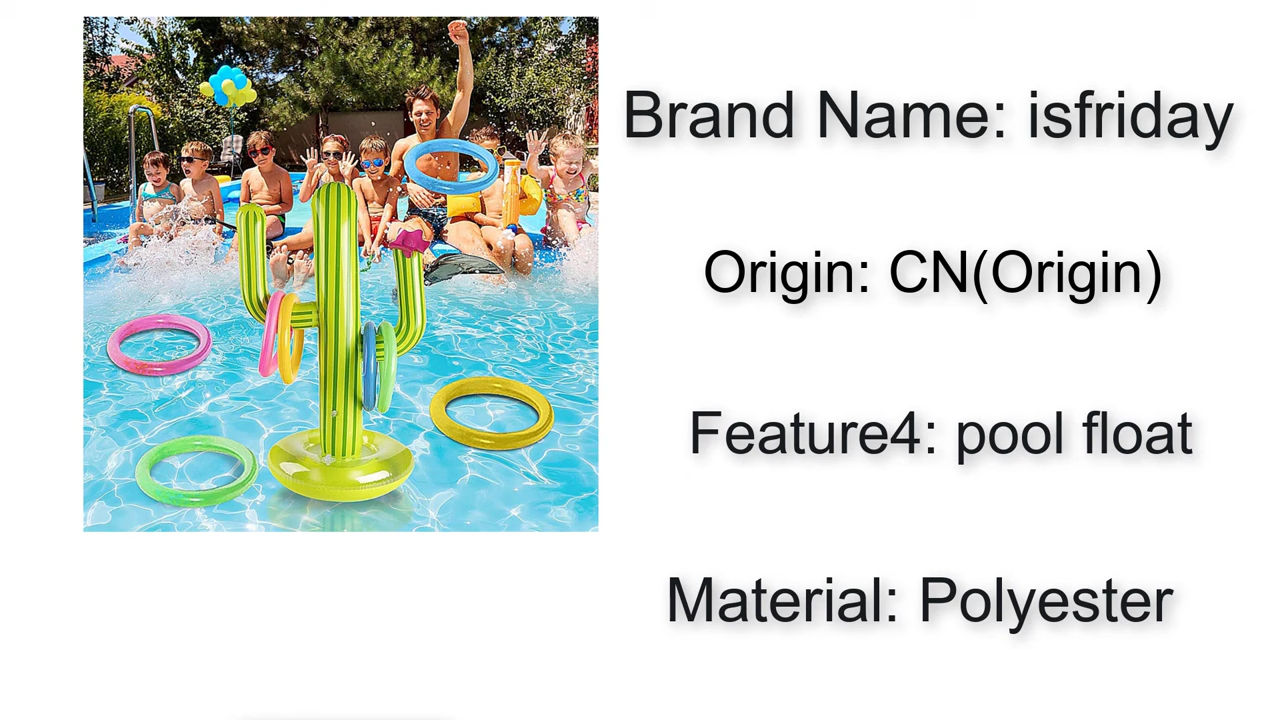 Brand Name: isfriday
Origin: CN(Origin)
Feature4: pool float
Material: Polyester